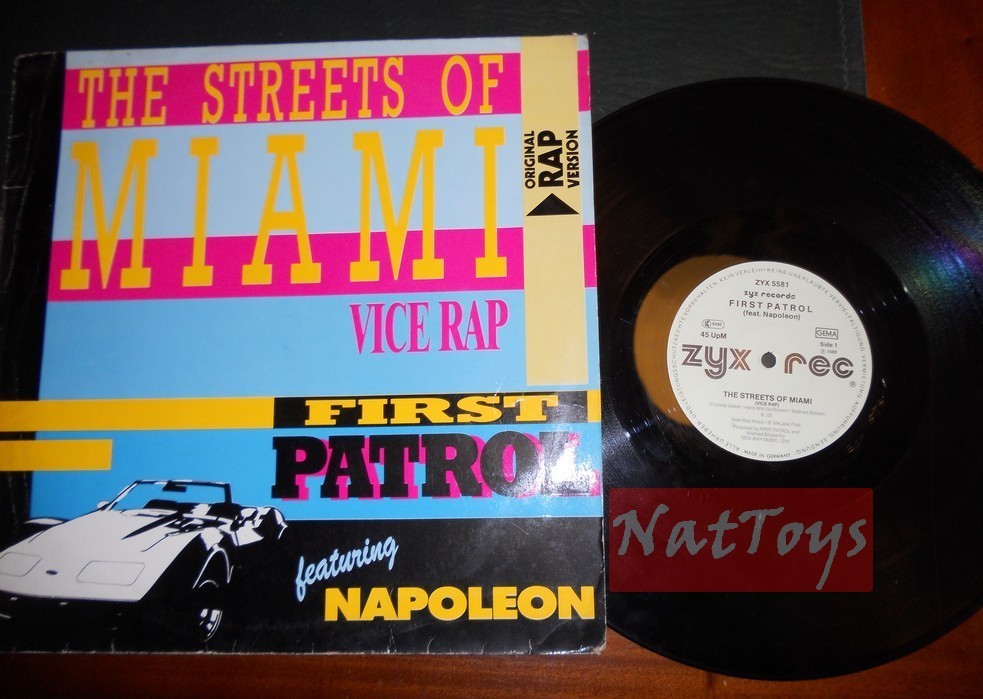 THE STREETS OF
MIAMI
VICE RAP
ORIGINAL
RAP
VERSION
FIRST
PATROL
featuring
NAPOLEON
ZYX 5581
zyx records
FIRST PATROL
(feat. Napoleon)
GEMA
45 UpM
Side 1
zyx rec
®
THE STREETS OF MIAMI
(VICE RAP)
MADE IN GERMANY
NatToys